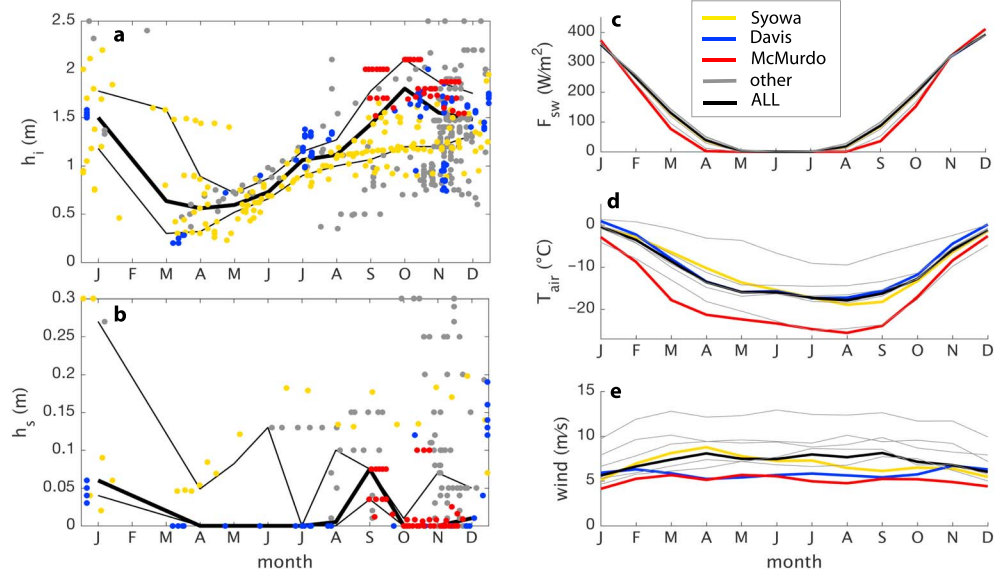 a
h_i (m)
2.5
2
1.5
1
0.5
0
J F M A M J J A S O N D
b
h_s (m)
0.3
0.25
0.2
0.15
0.1
0.05
0
J F M A M J J A S O N D
month
c
Syowa
Davis
McMurdo
other
ALL
F_sw (W/m²)
400
300
200
100
0
J F M A M J J A S O N D
d
T_air (°C)
0
−10
−20
J F M A M J J A S O N D
e
wind (m/s)
15
10
5
0
J F M A M J J A S O N D
month